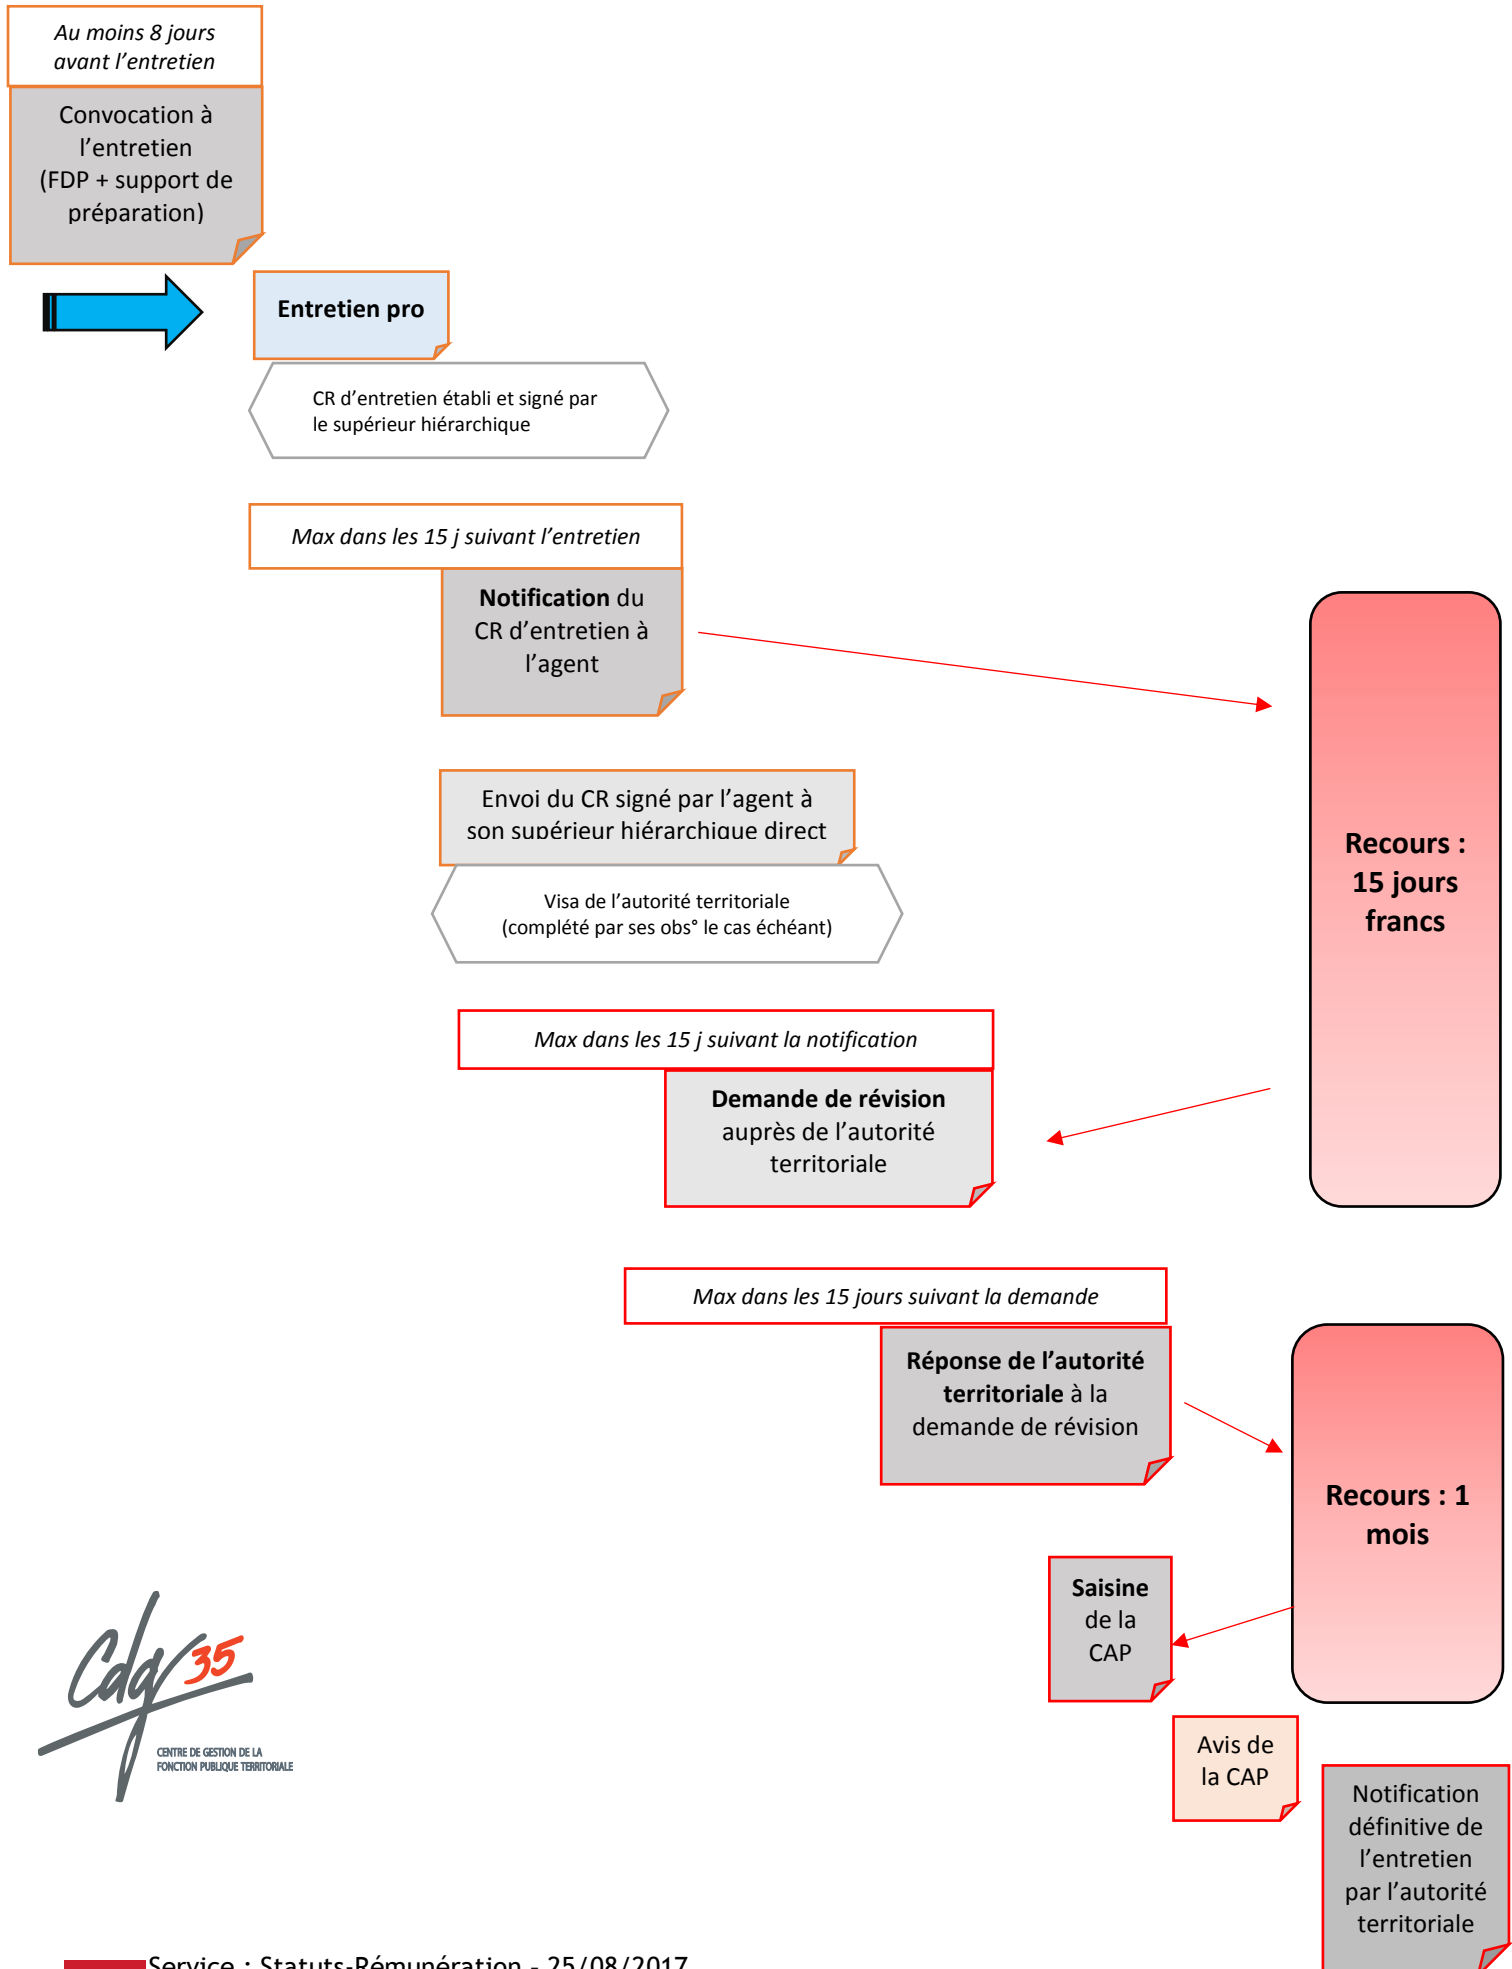 Au moins 8 jours
avant l’entretien
Convocation à
l’entretien
(FDP + support de
préparation)
Entretien pro
CR d’entretien établi et signé par
le supérieur hiérarchique
Max dans les 15 j suivant l’entretien
Notification du
CR d’entretien à
l’agent
Envoi du CR signé par l’agent à
son supérieur hiérarchique direct
Visa de l’autorité territoriale
(complété par ses obs° le cas échéant)
Recours :
15 jours
francs
Max dans les 15 j suivant la notification
Demande de révision
auprès de l’autorité
territoriale
Max dans les 15 jours suivant la demande
Réponse de l’autorité
territoriale à la
demande de révision
Recours : 1
mois
Saisine
de la
CAP
Avis de
la CAP
Notification
définitive de
l’entretien
par l’autorité
territoriale
Cdg 35
CENTRE DE GESTION DE LA
FONCTION PUBLIQUE TERRITORIALE
Service : Statuts-Rémunération - 25/08/2017